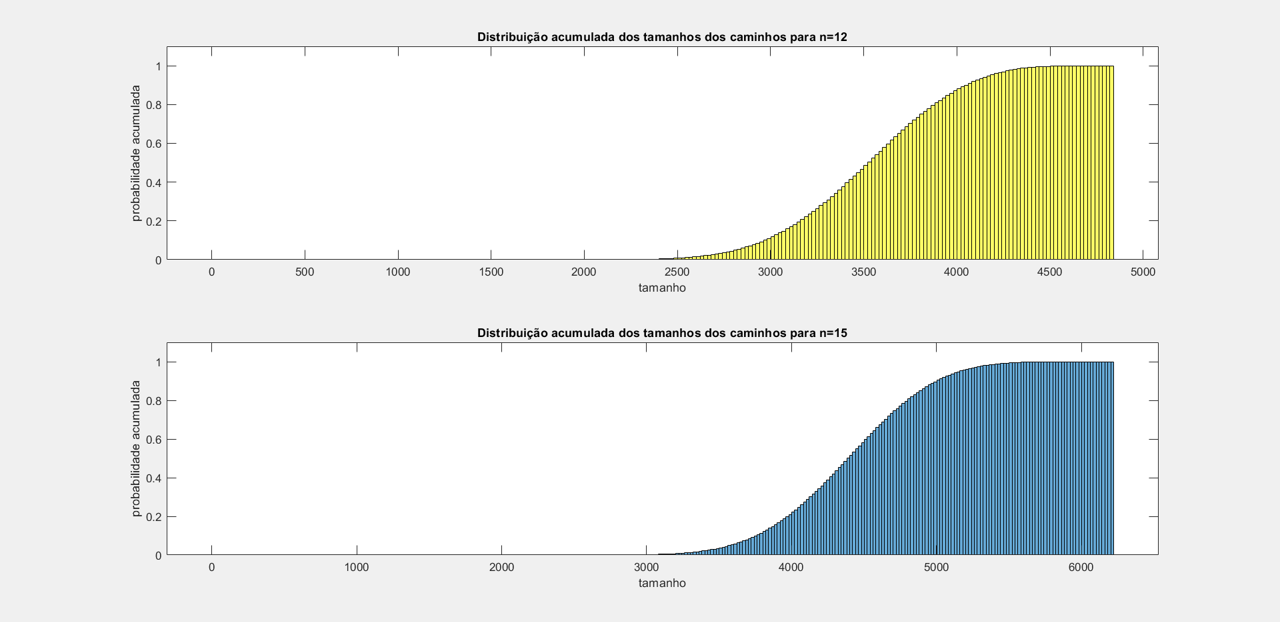 Distribuição acumulada dos tamanhos dos caminhos para n=12
probabilidade acumulada
1
0.8
0.6
0.4
0.2
0
0 500 1000 1500 2000 2500 3000 3500 4000 4500 5000
tamanho
Distribuição acumulada dos tamanhos dos caminhos para n=15
probabilidade acumulada
1
0.8
0.6
0.4
0.2
0
0 1000 2000 3000 4000 5000 6000
tamanho